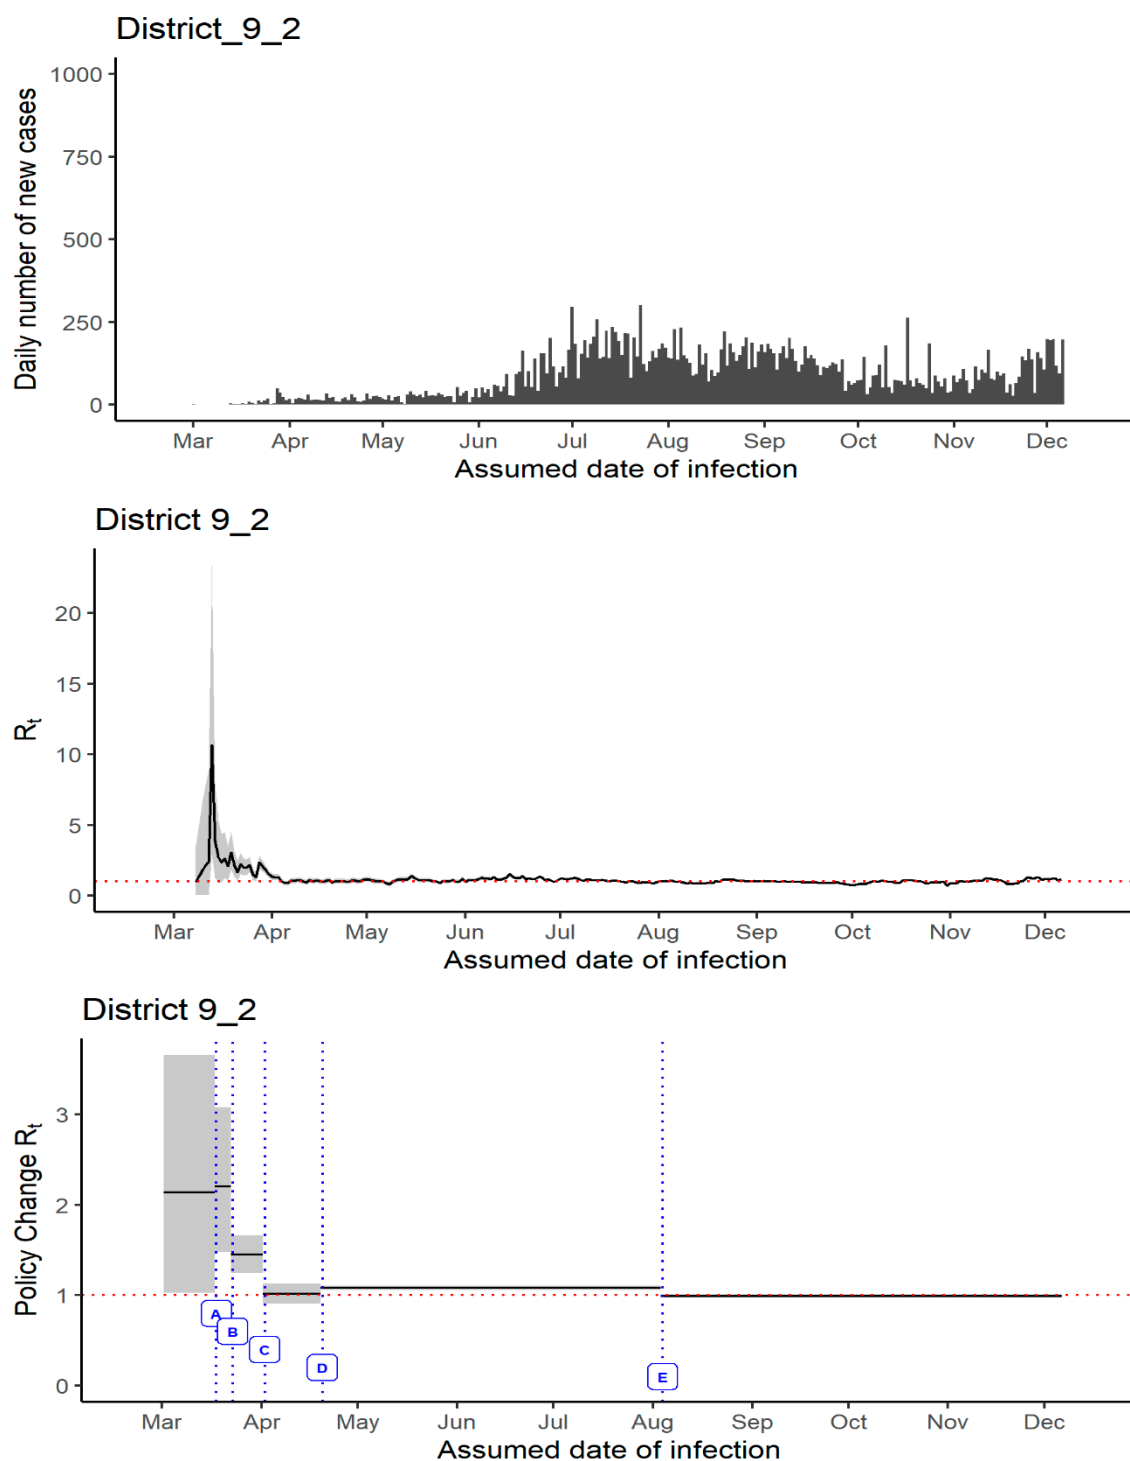 District_9_2
Daily number of new cases
1000
750
500
250
0
Mar Apr May Jun Jul Aug Sep Oct Nov Dec
Assumed date of infection
District 9_2
Rt
20
15
10
5
0
Mar Apr May Jun Jul Aug Sep Oct Nov Dec
Assumed date of infection
District 9_2
Policy Change Rt
3
2
1
0
A
B
C
D
E
Mar Apr May Jun Jul Aug Sep Oct Nov Dec
Assumed date of infection